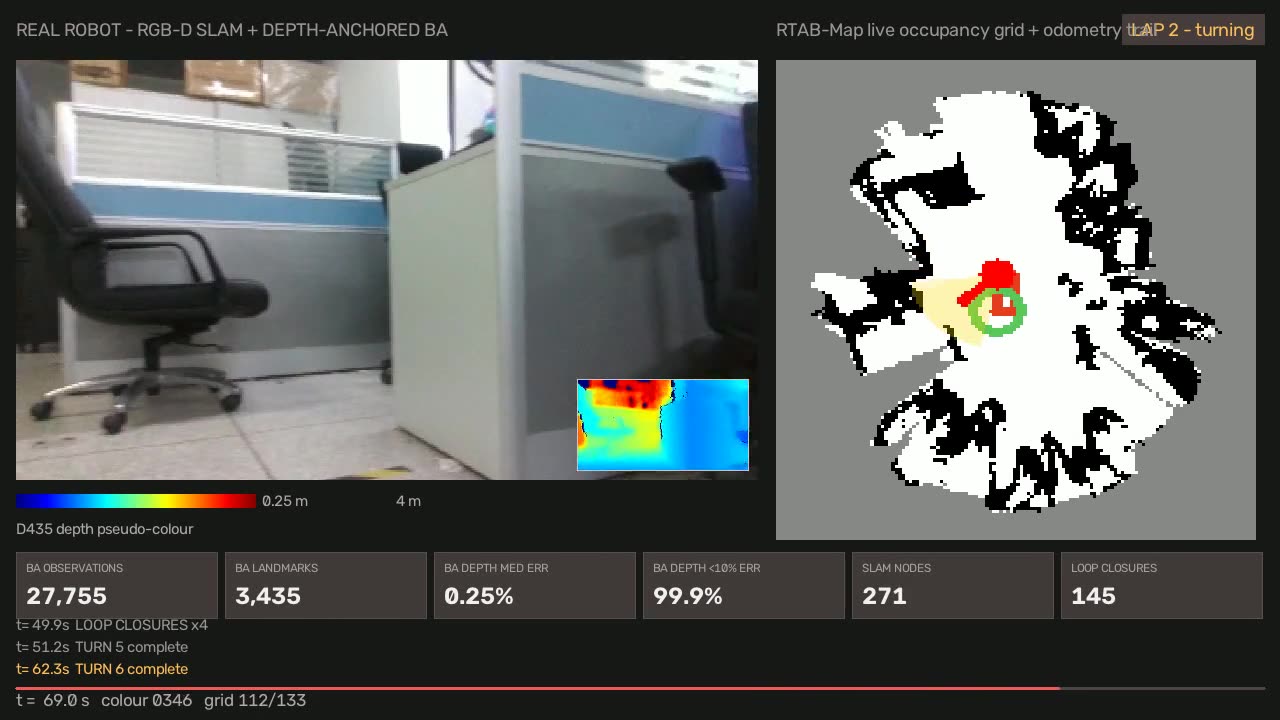 REAL ROBOT - RGB-D SLAM + DEPTH-ANCHORED BA
RTAB-Map live occupancy grid + odometry trail
LAP 2 - turning
0.25 m
4 m
D435 depth pseudo-colour
BA OBSERVATIONS
27,755
BA LANDMARKS
3,435
BA DEPTH MED ERR
0.25%
BA DEPTH <10% ERR
99.9%
SLAM NODES
271
LOOP CLOSURES
145
t= 49.9s LOOP CLOSURES x4
t= 51.2s TURN 5 complete
t= 62.3s TURN 6 complete
t = 69.0 s colour 0346 grid 112/133